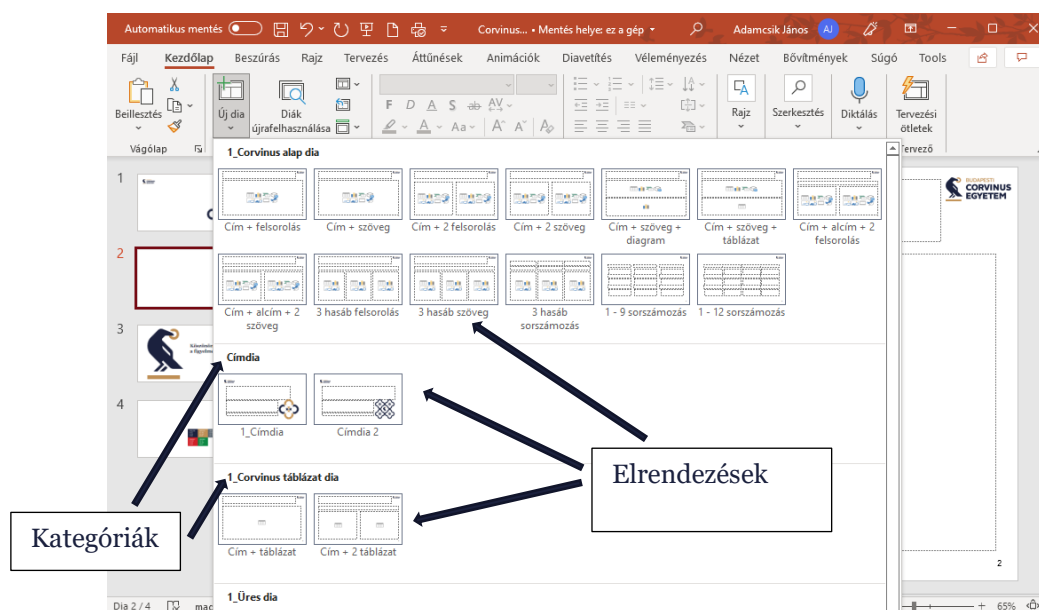 Automatikus mentés
Corvinus... • Mentés helye: ez a gép
Adamcsik János AJ
Fájl Kezdőlap Beszúrás Rajz Tervezés Áttűnések Animációk Diavetítés Véleményezés Nézet Bővítmények Súgó Tools
Beillesztés
Új dia
Diák újrafelhasználása
F D A S ab AV
A Aa A A A
Rajz
Szerkesztés
Diktálás
Tervezési ötletek
Vágólap
Tervező
1_Corvinus alap dia
Cím + felsorolás Cím + szöveg Cím + 2 felsorolás Cím + 2 szöveg Cím + szöveg + diagram Cím + szöveg + táblázat Cím + alcím + 2 felsorolás
Cím + alcím + 2 szöveg 3 hasáb felsorolás 3 hasáb szöveg 3 hasáb sorszámozás 1 - 9 sorszámozás 1 - 12 sorszámozás
Címdia
1_Címdia Címdia 2
1_Corvinus táblázat dia
Cím + táblázat Cím + 2 táblázat
1_Üres dia
1
2
3
4
BUDAPESTI
CORVINUS
EGYETEM
Elrendezések
Kategóriák
2
Dia 2 / 4
65%